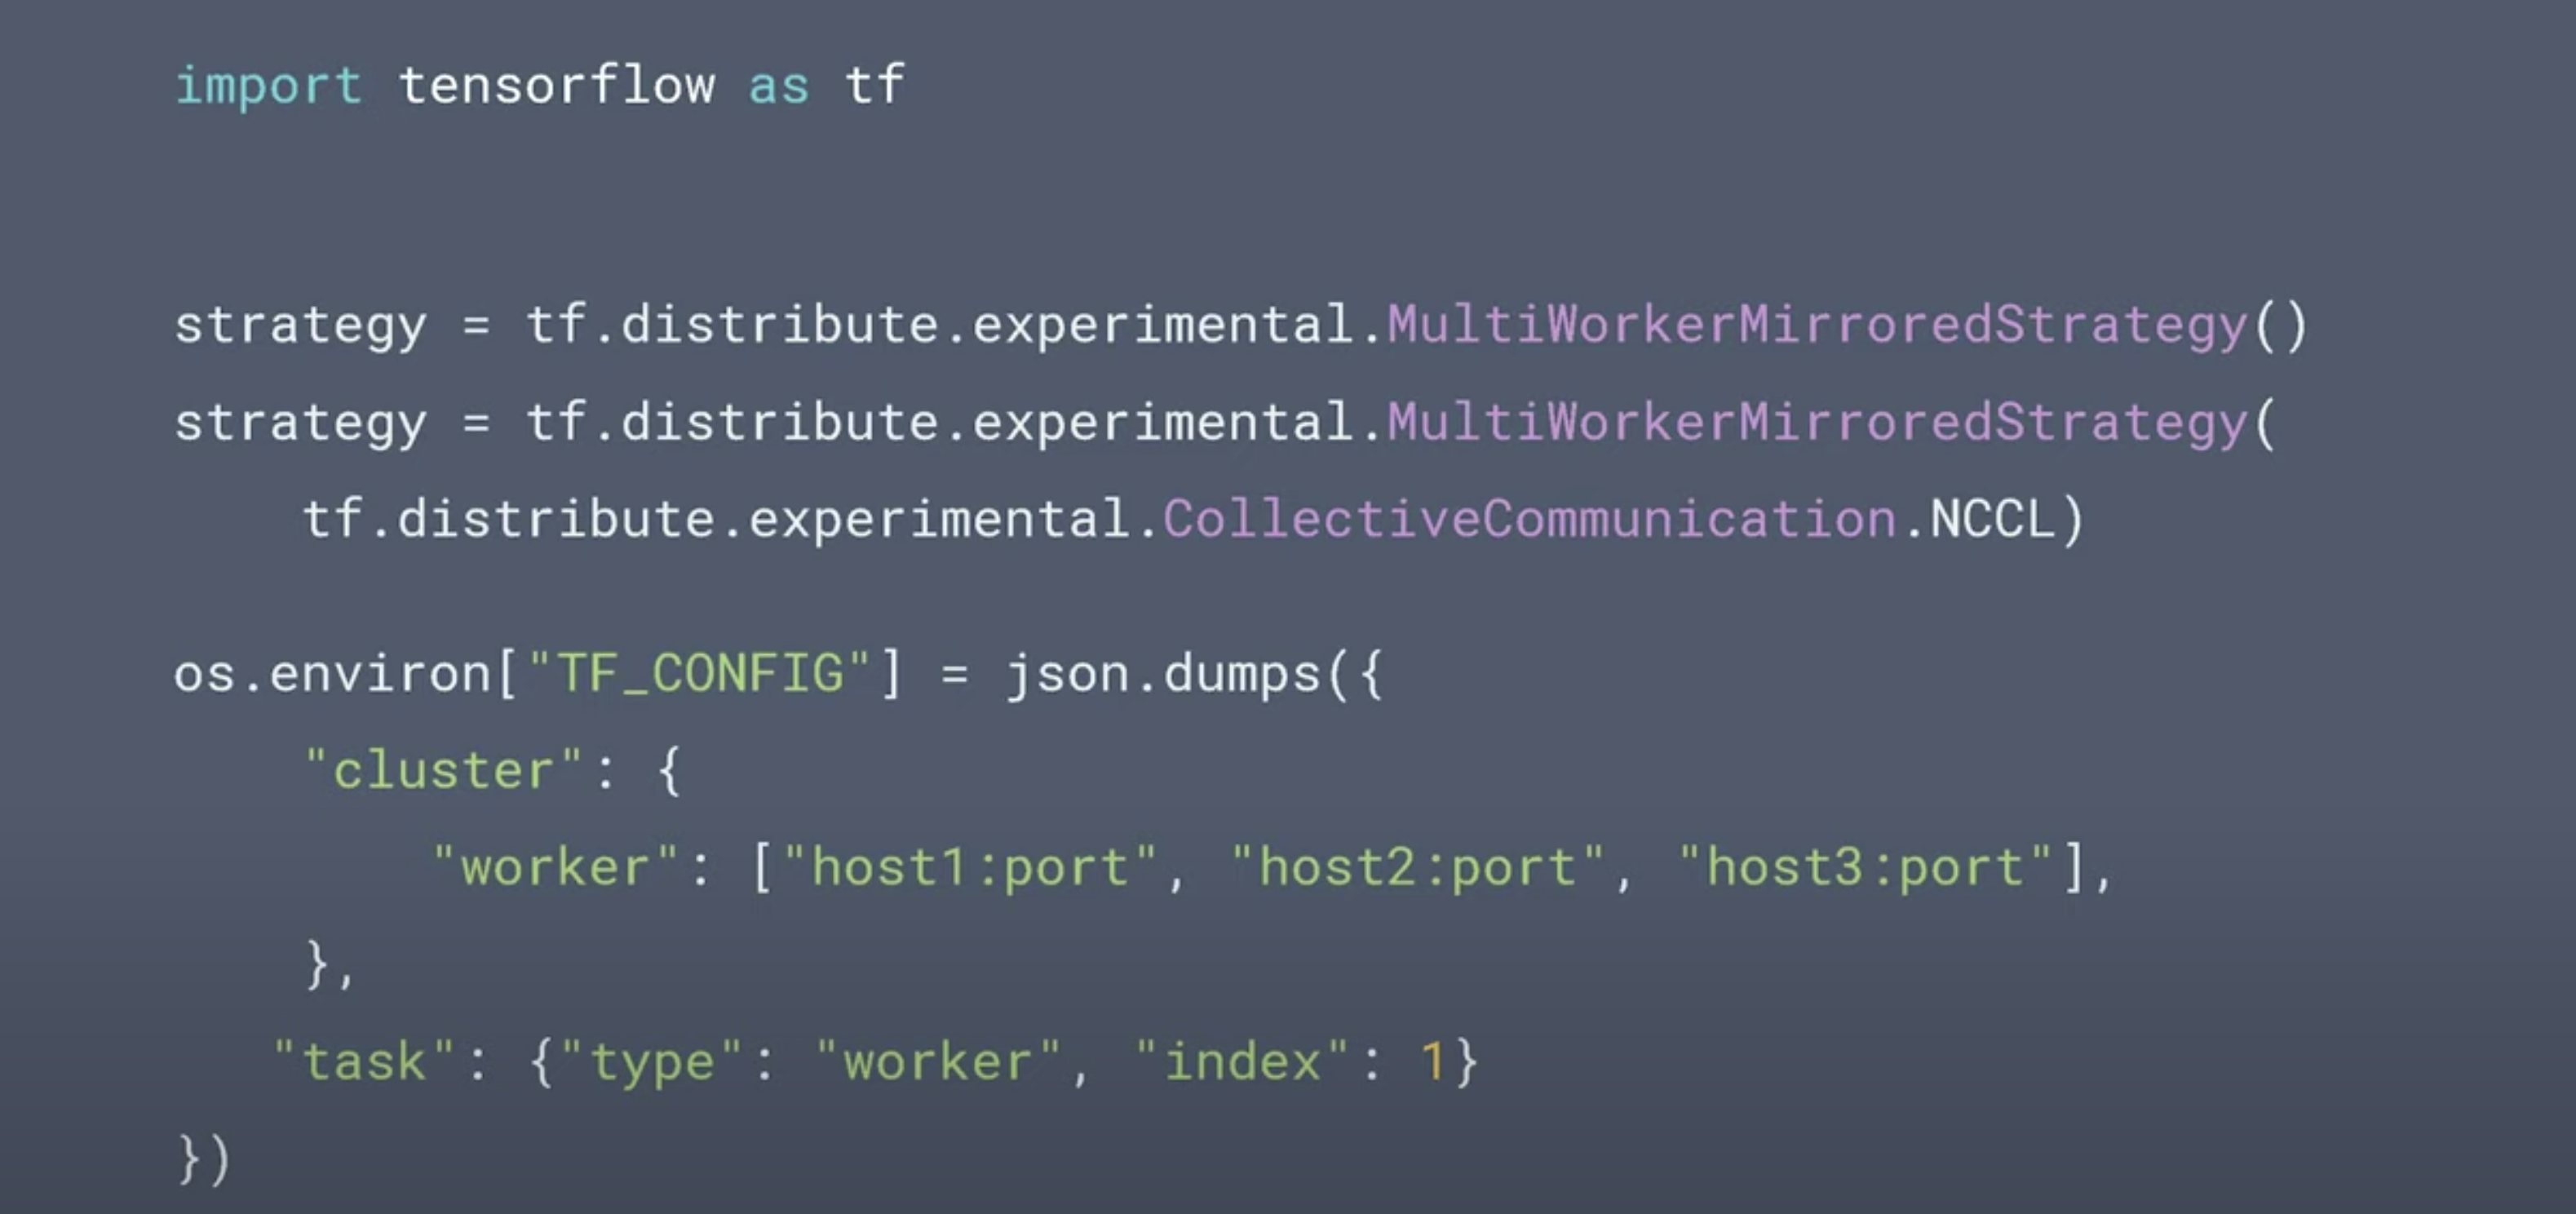 import tensorflow as tf
strategy = tf.distribute.experimental.MultiWorkerMirroredStrategy()
strategy = tf.distribute.experimental.MultiWorkerMirroredStrategy(
    tf.distribute.experimental.CollectiveCommunication.NCCL)
os.environ["TF_CONFIG"] = json.dumps({
    "cluster": {
        "worker": ["host1:port", "host2:port", "host3:port"],
    },
   "task": {"type": "worker", "index": 1}
})